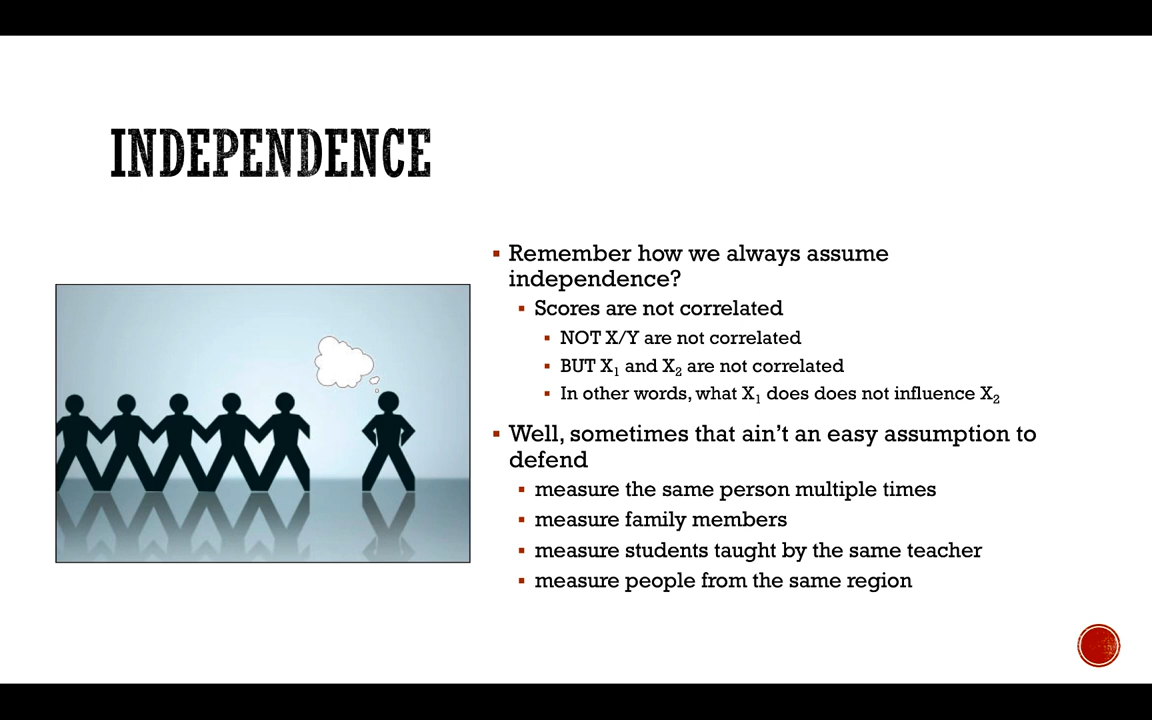 INDEPENDENCE
Remember how we always assume
independence?
Scores are not correlated
NOT X/Y are not correlated
BUT X₁ and X₂ are not correlated
In other words, what X₁ does does not influence X₂
Well, sometimes that ain't an easy assumption to
defend
measure the same person multiple times
measure family members
measure students taught by the same teacher
measure people from the same region